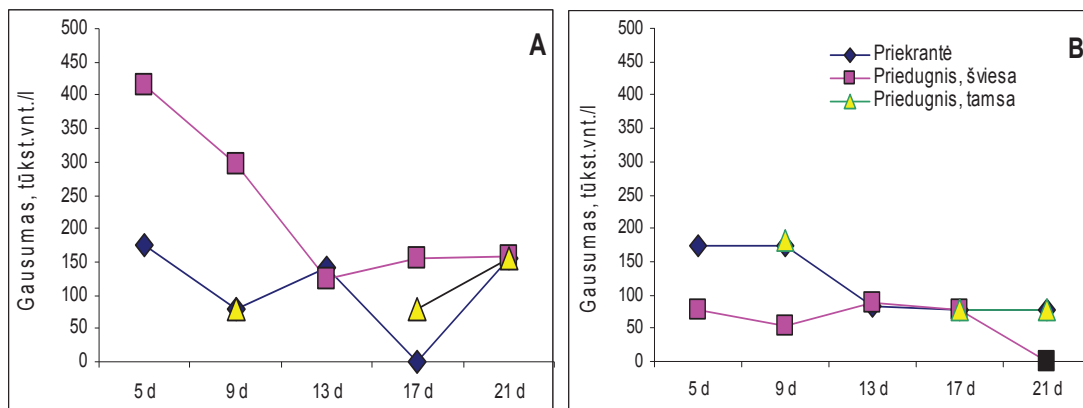 A
Gausumas, tūkst.vnt./l
500
450
400
350
300
250
200
150
100
50
0
5 d 9 d 13 d 17 d 21 d
B
Priekrantė
Priedugnis, šviesa
Priedugnis, tamsa
Gausumas, tūkst.vnt./l
500
450
400
350
300
250
200
150
100
50
0
5 d 9 d 13 d 17 d 21 d